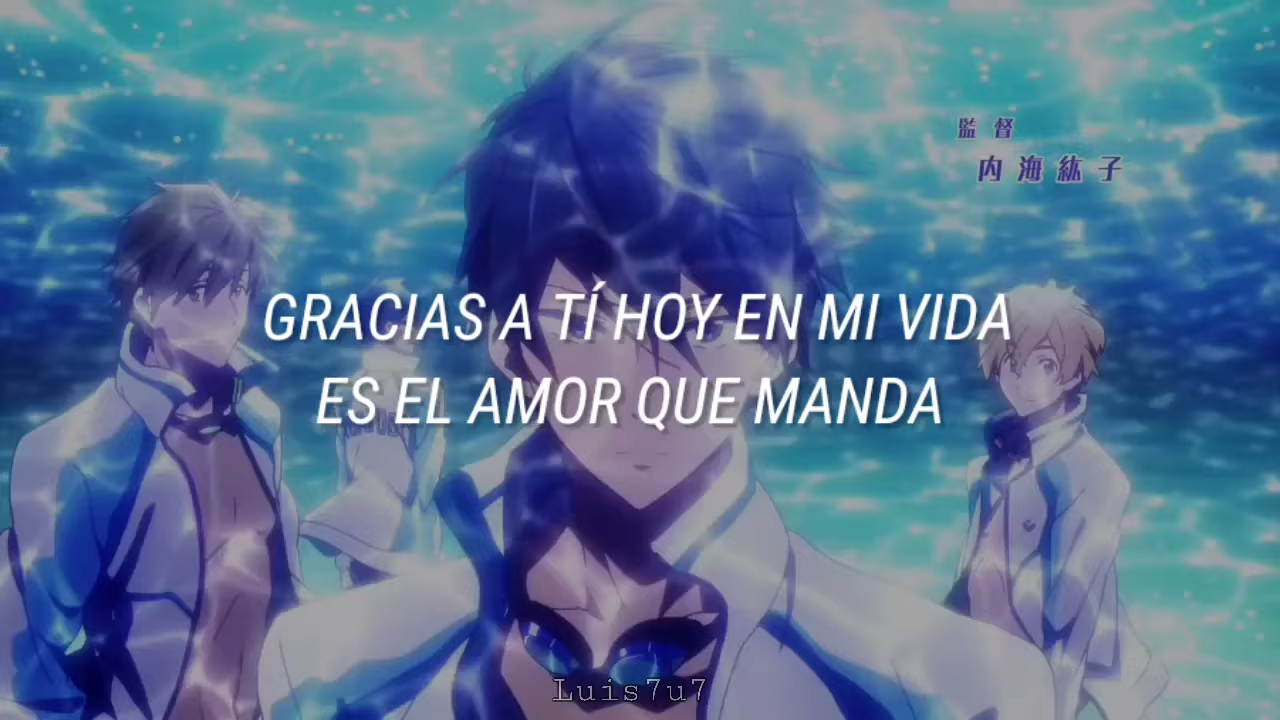 監督
内海紘子
GRACIAS A TÍ HOY EN MI VIDA
ES EL AMOR QUE MANDA
Luis7u7